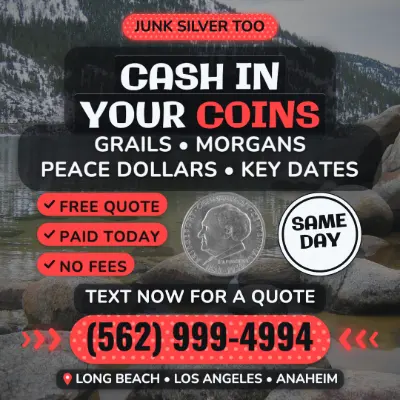 JUNK SILVER TOO
CASH IN
YOUR COINS
GRAILS • MORGANS
PEACE DOLLARS • KEY DATES
FREE QUOTE
PAID TODAY
NO FEES
SAME
DAY
TEXT NOW FOR A QUOTE
(562) 999-4994
LONG BEACH • LOS ANGELES • ANAHEIM